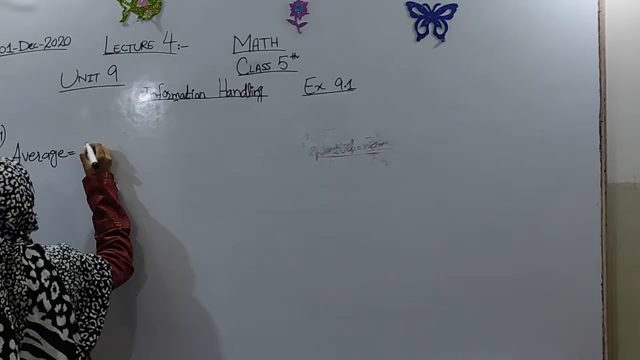 01-Dec-2020 LECTURE 4:- MATH
CLASS 5th
UNIT 9 Information Handling Ex 9.1
Average =